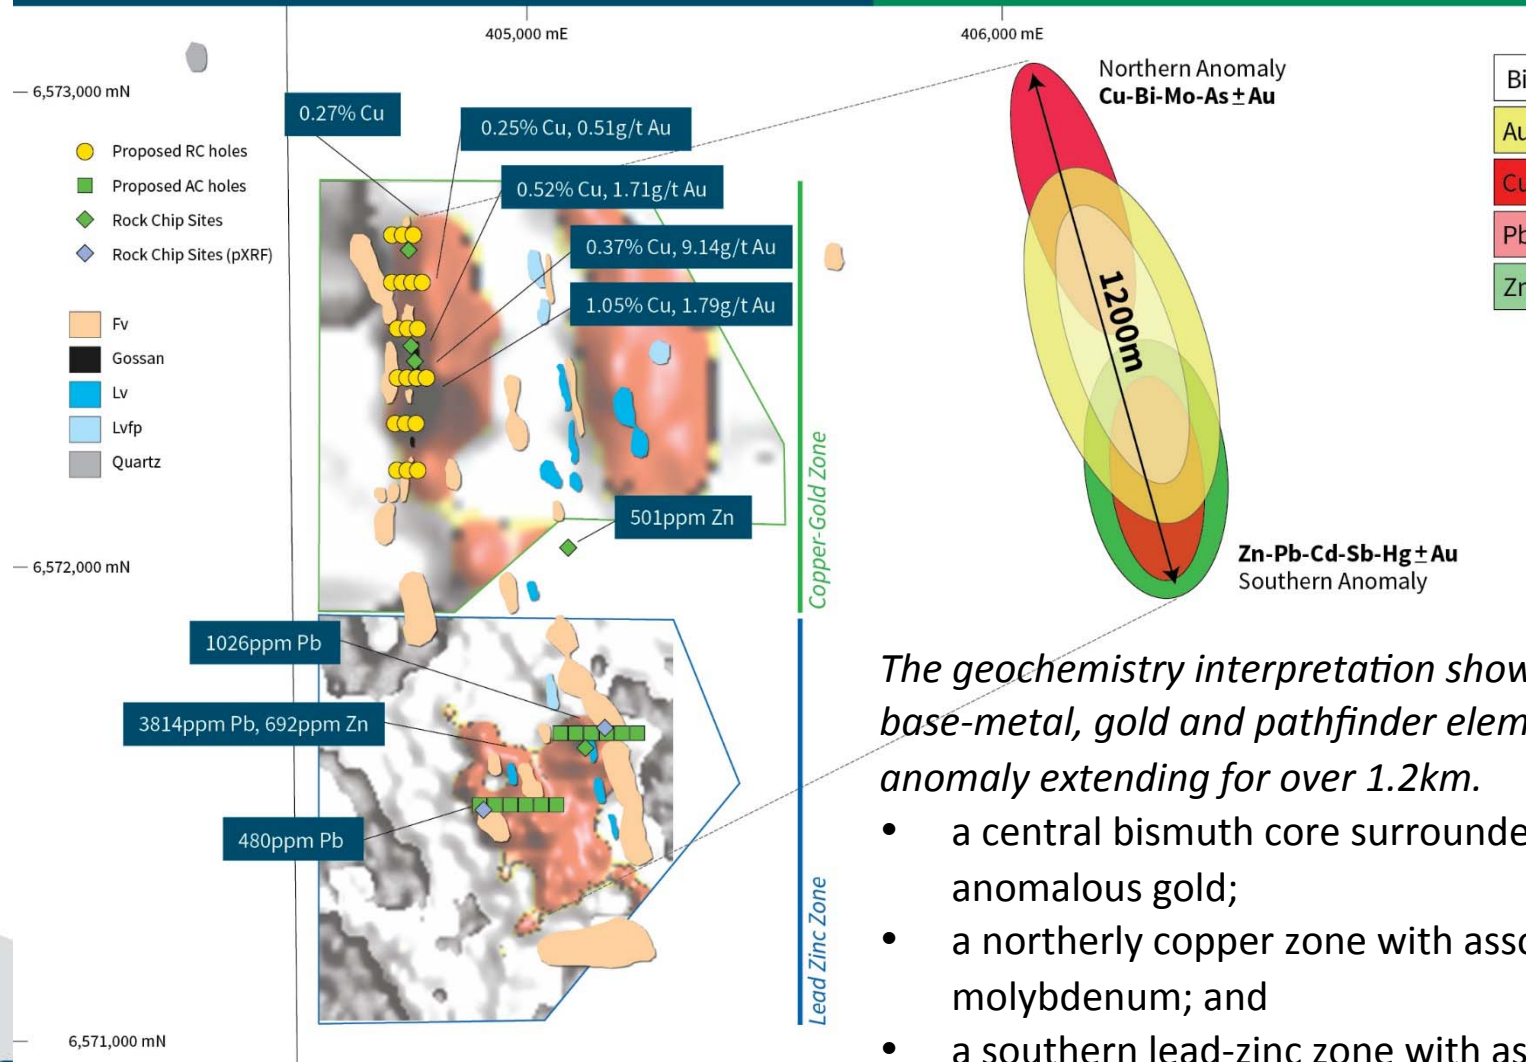 405,000 mE
406,000 mE
6,573,000 mN
6,572,000 mN
6,571,000 mN
Proposed RC holes
Proposed AC holes
Rock Chip Sites
Rock Chip Sites (pXRF)
Fv
Gossan
Lv
Lvfp
Quartz
0.27% Cu
0.25% Cu, 0.51g/t Au
0.52% Cu, 1.71g/t Au
0.37% Cu, 9.14g/t Au
1.05% Cu, 1.79g/t Au
501ppm Zn
Copper-Gold Zone
1026ppm Pb
3814ppm Pb, 692ppm Zn
480ppm Pb
Lead Zinc Zone
Northern Anomaly
Cu-Bi-Mo-As±Au
1200m
Zn-Pb-Cd-Sb-Hg±Au
Southern Anomaly
Bi
Au
Cu
Pb
Zn
The geochemistry interpretation show
base-metal, gold and pathfinder elem
anomaly extending for over 1.2km.
• a central bismuth core surrounde
anomalous gold;
• a northerly copper zone with asso
molybdenum; and
• a southern lead-zinc zone with as